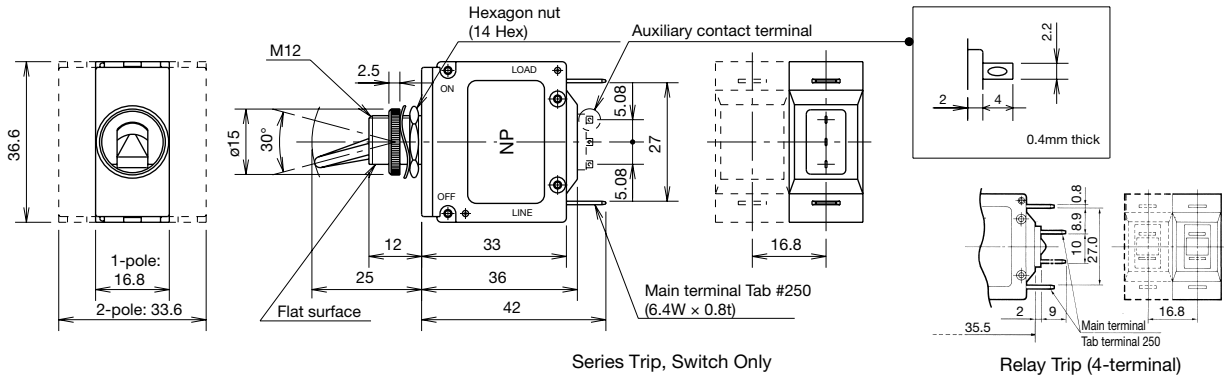 36.6
1-pole:
16.8
2-pole: 33.6
Hexagon nut
(14 Hex)
M12
2.5
ø15
30°
ON
LOAD
NP
OFF
LINE
12
25
Flat surface
33
36
42
Auxiliary contact terminal
5.08
27
5.08
Main terminal Tab #250
(6.4W × 0.8t)
16.8
Series Trip, Switch Only
2.2
2
4
0.4mm thick
0.8
8.9
10
27.0
2
9
35.5
Main terminal
Tab terminal 250
16.8
Relay Trip (4-terminal)